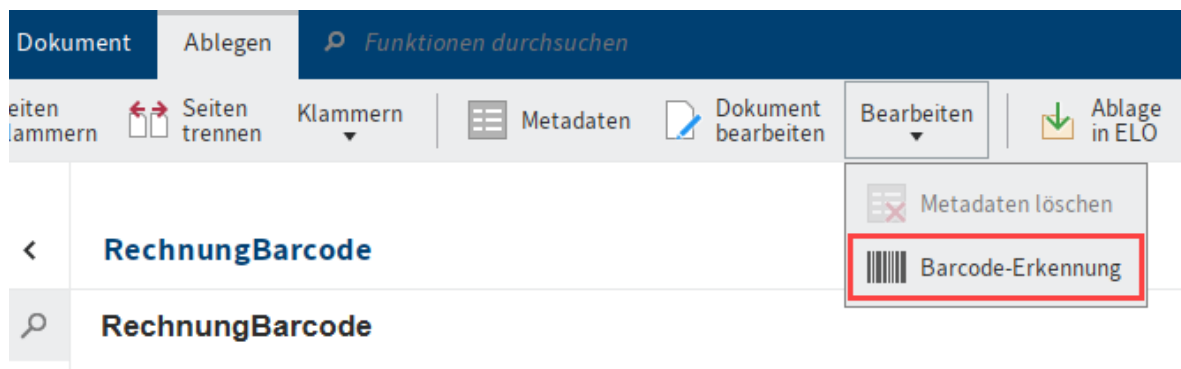 Dokument Ablegen Funktionen durchsuchen
eiten Seiten Klammern Metadaten Dokument Bearbeiten Ablage
lammern trennen bearbeiten in ELO
Metadaten löschen
RechnungBarcode
Barcode-Erkennung
RechnungBarcode